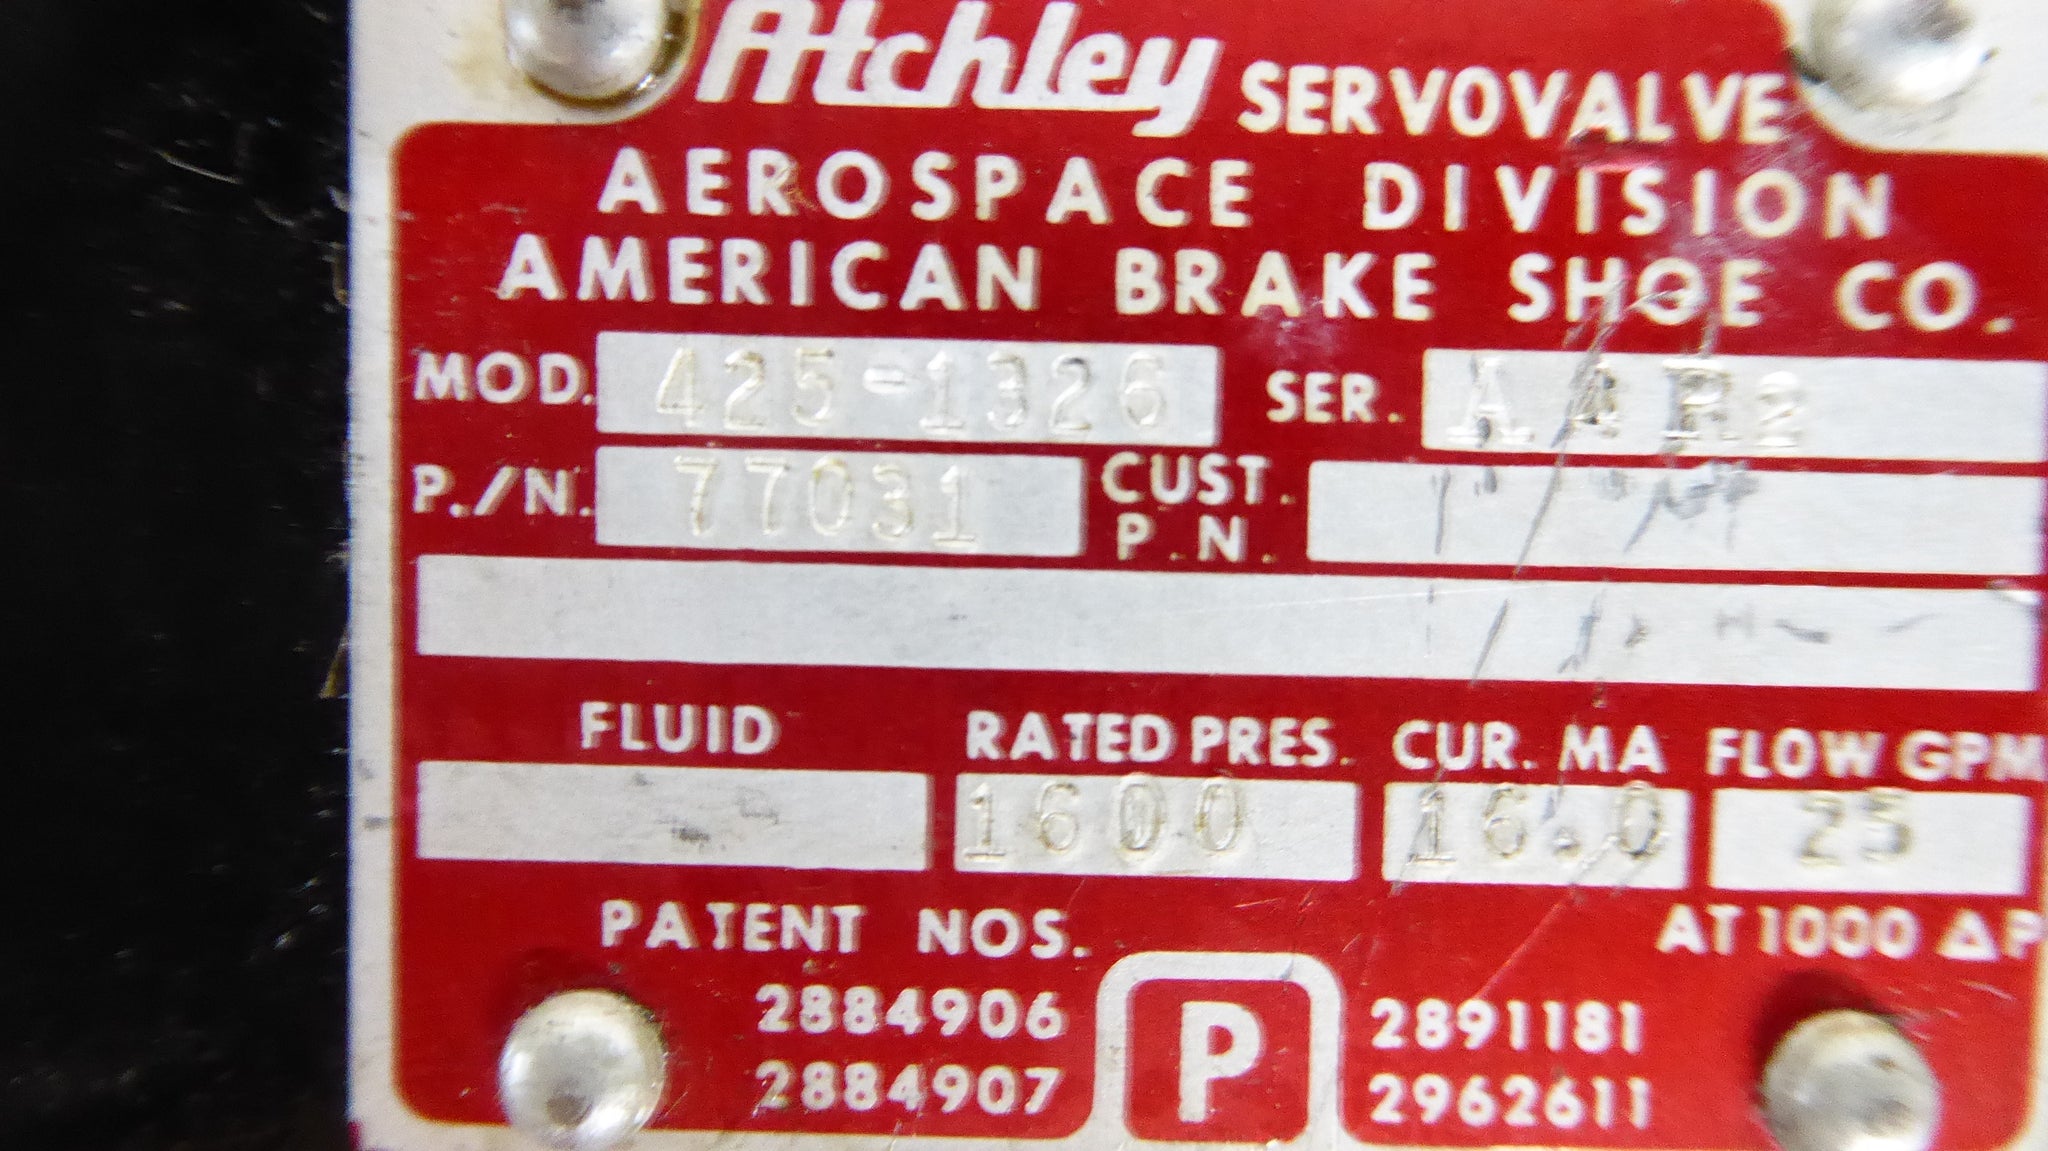 Atchley SERVOVALVE
AEROSPACE DIVISION
AMERICAN BRAKE SHOE CO.
MOD. 425-1326 SER. A4R2
P./N. 77031 CUST. P.N.
FLUID RATED PRES. CUR. MA FLOW GPM
1600 16.0 25
AT 1000 Δ P
PATENT NOS.
2884906 P 2891181
2884907 2962611